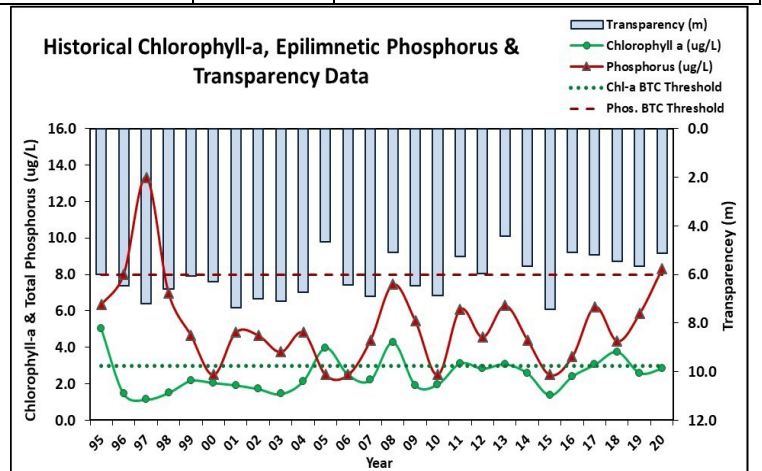 Historical Chlorophyll-a, Epilimnetic Phosphorus &
Transparency Data
Transparency (m)
Chlorophyll a (ug/L)
Phosphorus (ug/L)
Chl-a BTC Threshold
Phos. BTC Threshold
Chlorophyll-a & Total Phosphorus (ug/L)
16.0
14.0
12.0
10.0
8.0
6.0
4.0
2.0
0.0
0.0
2.0
4.0
6.0
8.0
10.0
12.0
Transparencey (m)
95 96 97 98 99 00 01 02 03 04 05 06 07 08 09 10 11 12 13 14 15 16 17 18 19 20
Year